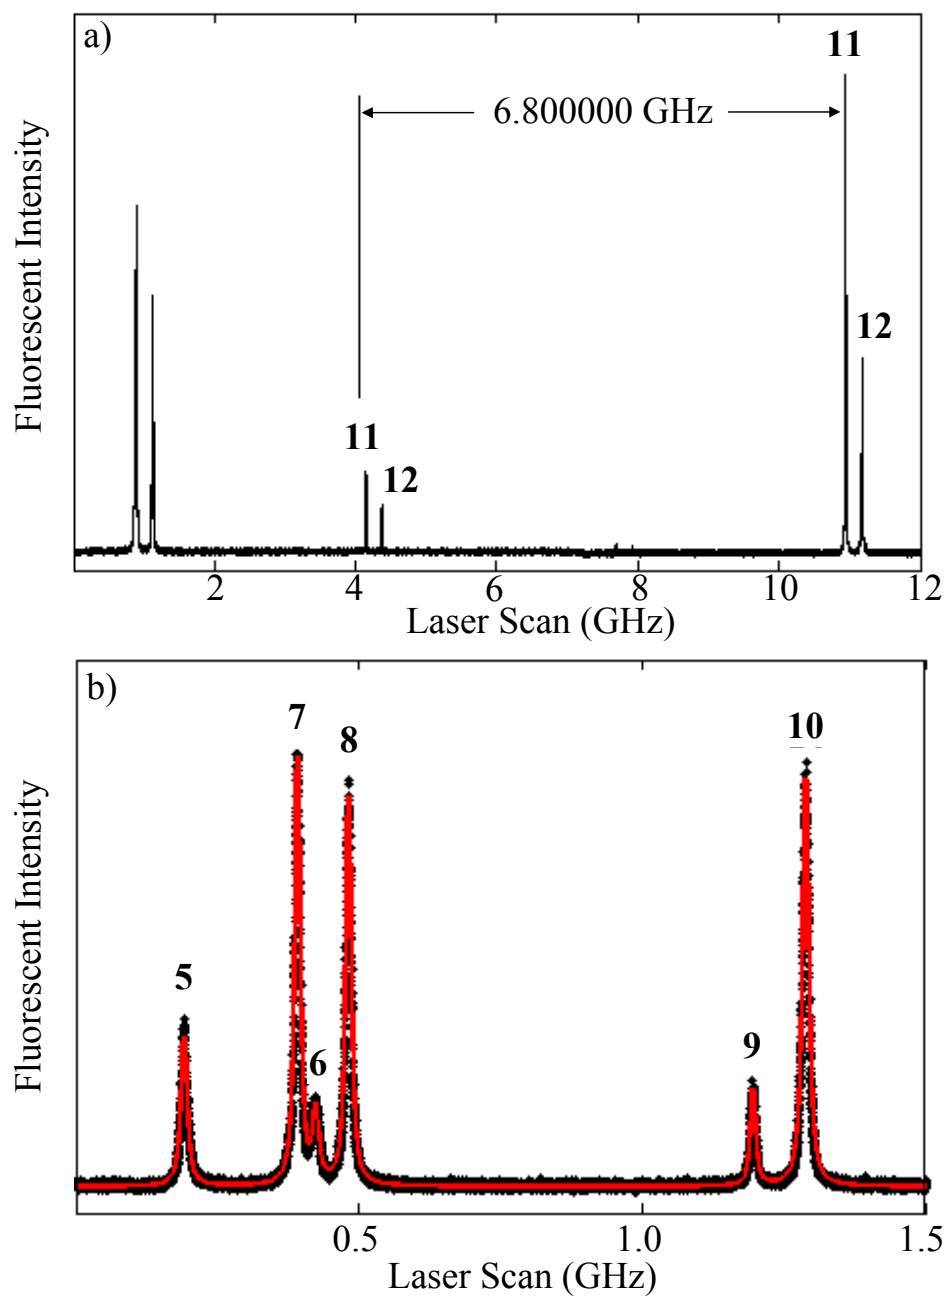 a)
11
6.800000 GHz
12
11
12
Fluorescent Intensity
2 4 6 8 10 12
Laser Scan (GHz)
b)
7
8
10
5
6
9
Fluorescent Intensity
0.5 1.0 1.5
Laser Scan (GHz)